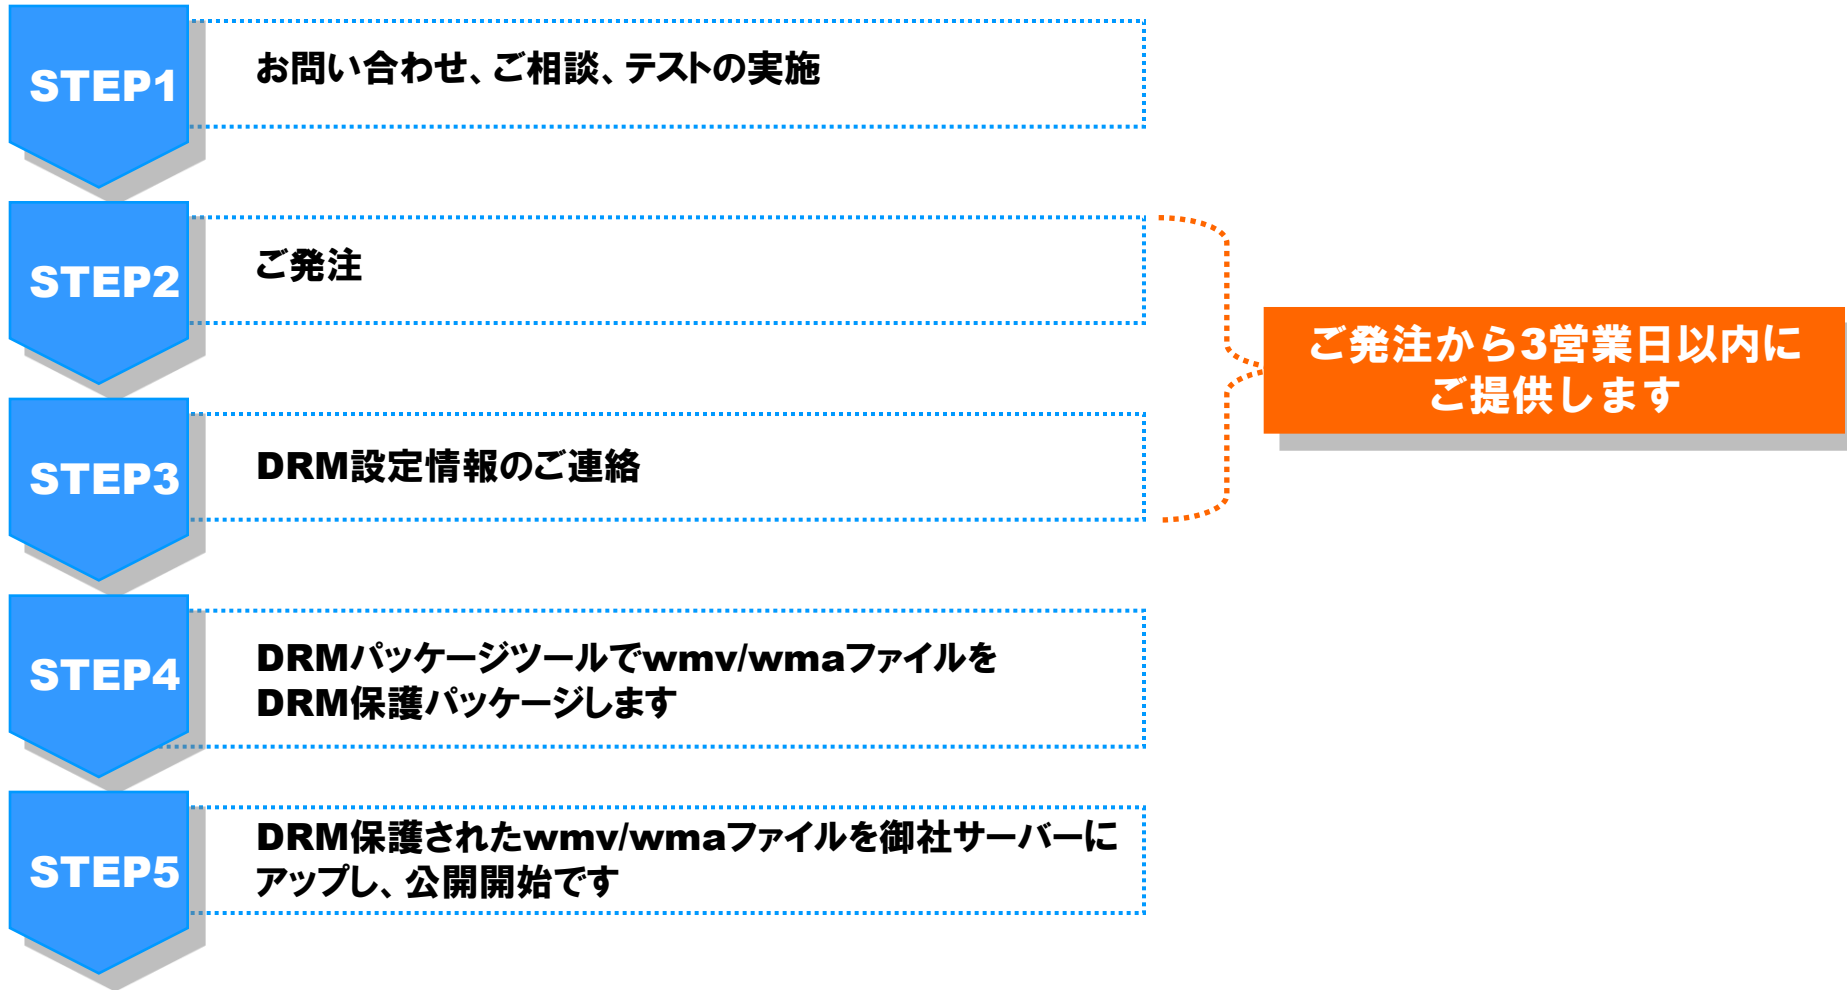 STEP1
お問い合わせ、ご相談、テストの実施
STEP2
ご発注
ご発注から3営業日以内に
ご提供します
STEP3
DRM設定情報のご連絡
STEP4
DRMパッケージツールでwmv/wmaファイルを
DRM保護パッケージします
STEP5
DRM保護されたwmv/wmaファイルを御社サーバーに
アップし、公開開始です